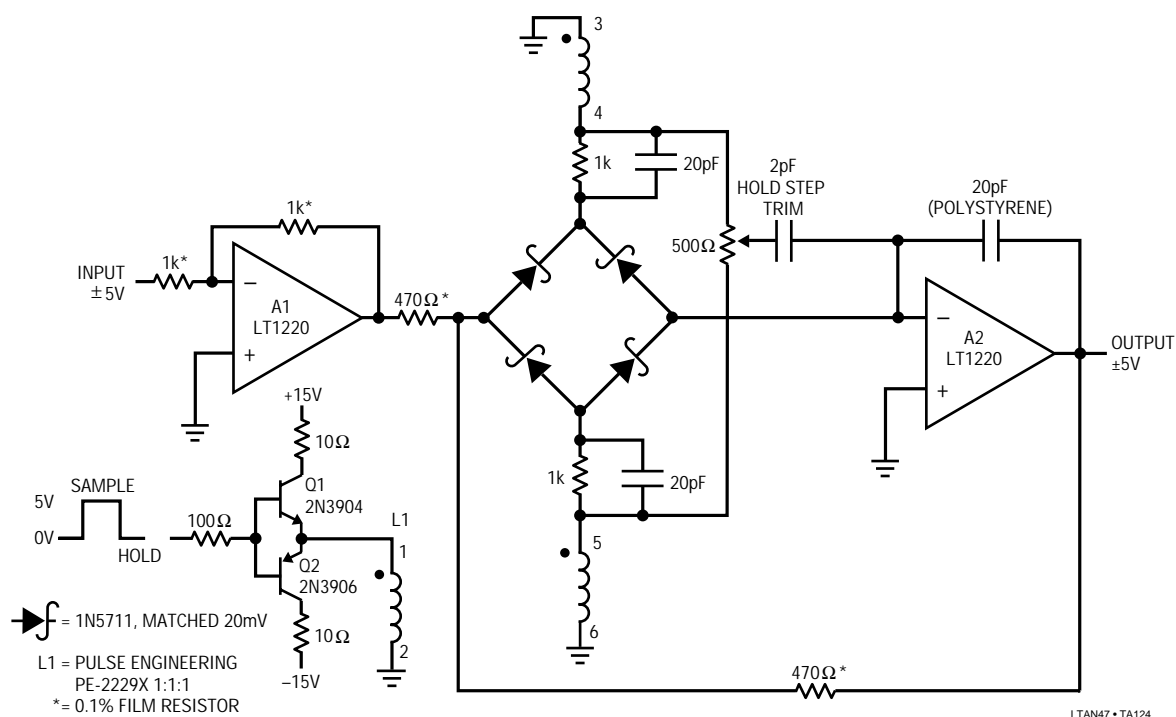 3
4
1k
20pF
2pF
HOLD STEP
TRIM
20pF
(POLYSTYRENE)
1k*
1k*
INPUT
±5V
–
+
A1
LT1220
470Ω*
500Ω
–
+
A2
LT1220
OUTPUT
±5V
+15V
10Ω
1k
20pF
SAMPLE
5V
0V
HOLD
100Ω
Q1
2N3904
L1
1
Q2
2N3906
2
10Ω
–15V
5
6
= 1N5711, MATCHED 20mV
L1 = PULSE ENGINEERING
PE-2229X 1:1:1
*= 0.1% FILM RESISTOR
470Ω*
LTAN47 • TA124